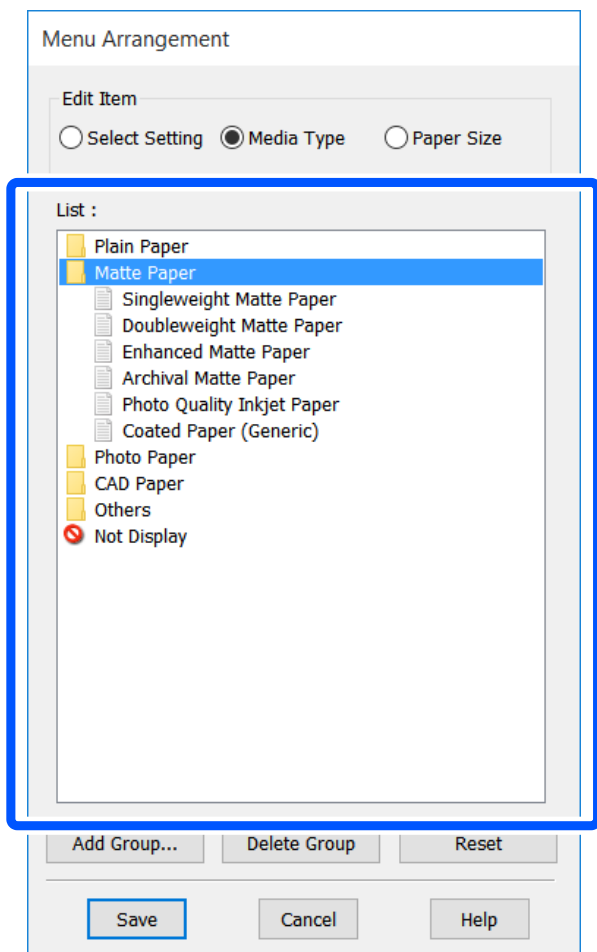 Menu Arrangement
Edit Item
Select Setting Media Type Paper Size
List :
Plain Paper
Matte Paper
Singleweight Matte Paper
Doubleweight Matte Paper
Enhanced Matte Paper
Archival Matte Paper
Photo Quality Inkjet Paper
Coated Paper (Generic)
Photo Paper
CAD Paper
Others
Not Display
Add Group... Delete Group Reset
Save Cancel Help